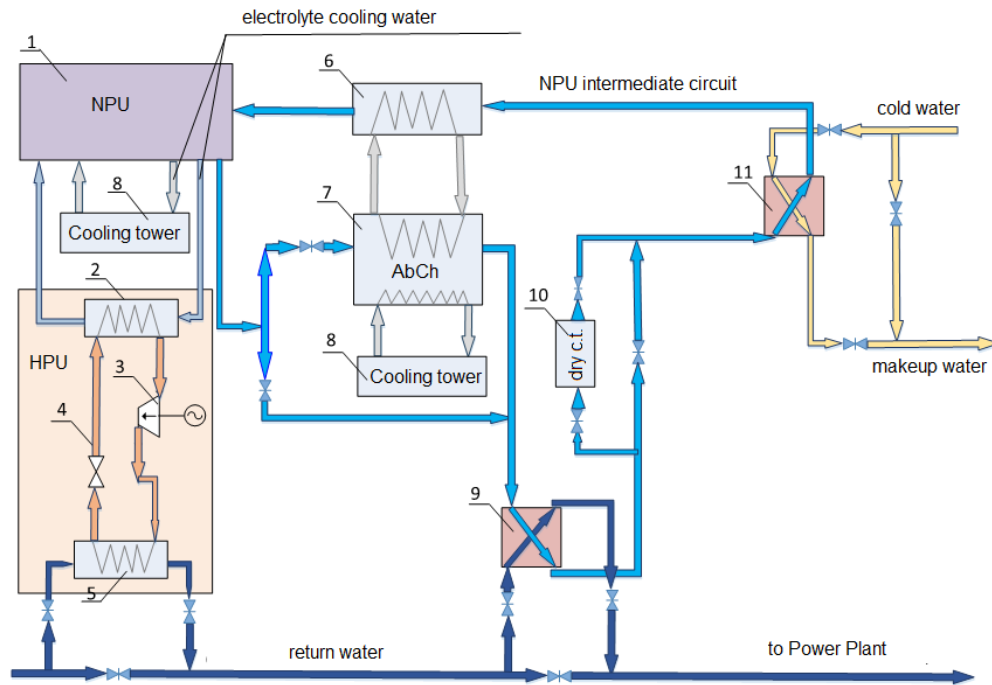 electrolyte cooling water
1
NPU
6
NPU intermediate circuit
cold water
8
Cooling tower
7
AbCh
11
2
HPU
3
4
10
dry c.t.
8
Cooling tower
makeup water
9
5
return water
to Power Plant